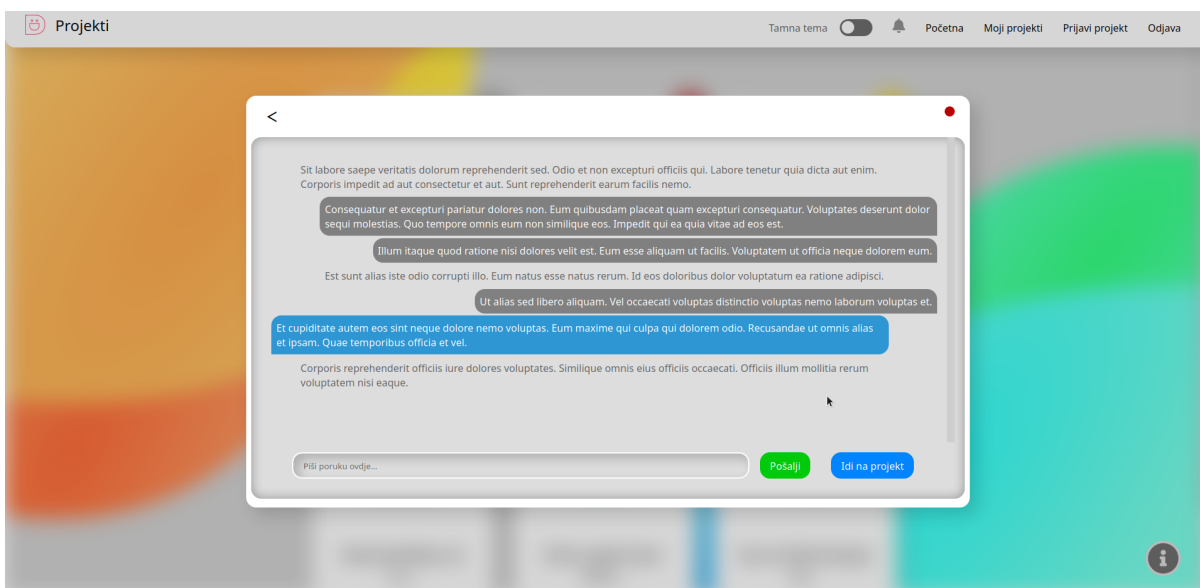 Projekti
Tamna tema
Početna
Moji projekti
Prijavi projekt
Odjava
<
Sit labore saepe veritatis dolorum reprehenderit sed. Odio et non excepturi officiis qui. Labore tenetur quia dicta aut enim.
Corporis impedit ad aut consectetur et aut. Sunt reprehenderit earum facilis nemo.
Consequatur et excepturi pariatur dolores non. Eum quibusdam placeat quam excepturi consequatur. Voluptates deserunt dolor
sequi molestias. Quo tempore omnis eum non similique eos. Impedit qui ea quia vitae ad eos est.
Illum itaque quod ratione nisi dolores velit est. Eum esse aliquam ut facilis. Voluptatem ut officia neque dolorem eum.
Est sunt alias iste odio corrupti illo. Eum natus esse natus rerum. Id eos doloribus dolor voluptatum ea ratione adipisci.
Ut alias sed libero aliquam. Vel occaecati voluptas distinctio voluptas nemo laborum voluptas et.
Et cupiditate autem eos sint neque dolore nemo voluptas. Eum maxime qui culpa qui dolorem odio. Recusandae ut omnis alias
et ipsam. Quae temporibus officia et vel.
Corporis reprehenderit officiis iure dolores voluptates. Similique omnis eius officiis occaecati. Officiis illum mollitia rerum
voluptatem nisi eaque.
Piši poruku ovdje...
Pošalji
Idi na projekt